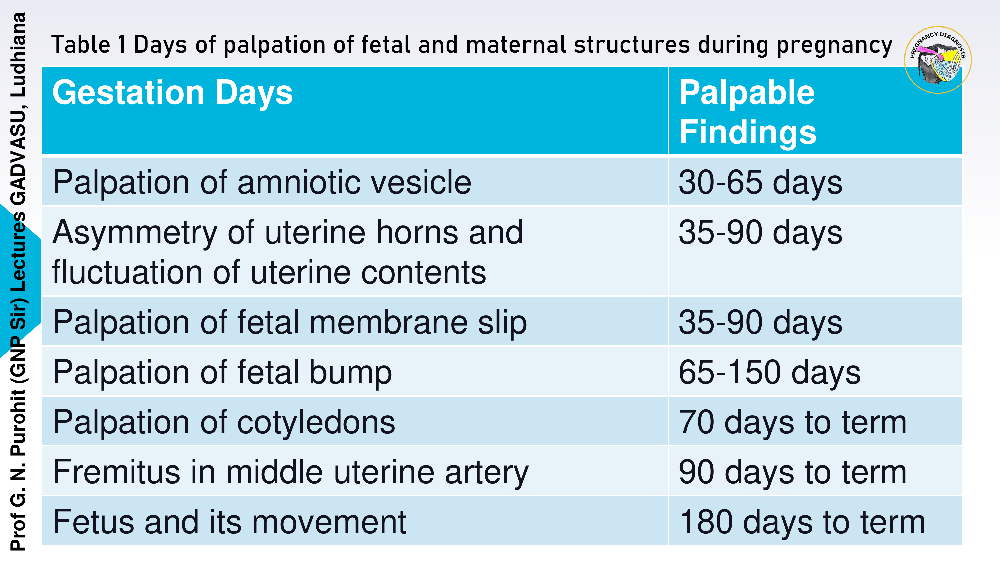 Table 1 Days of palpation of fetal and maternal structures during pregnancy
PREGNANCY DIAGNOSIS
Gestation Days
Palpable
Findings
Palpation of amniotic vesicle
30-65 days
Asymmetry of uterine horns and
fluctuation of uterine contents
35-90 days
Palpation of fetal membrane slip
35-90 days
Palpation of fetal bump
65-150 days
Palpation of cotyledons
70 days to term
Fremitus in middle uterine artery
90 days to term
Fetus and its movement
180 days to term
Prof G. N. Purohit (GNP Sir) Lectures GADVASU, Ludhiana